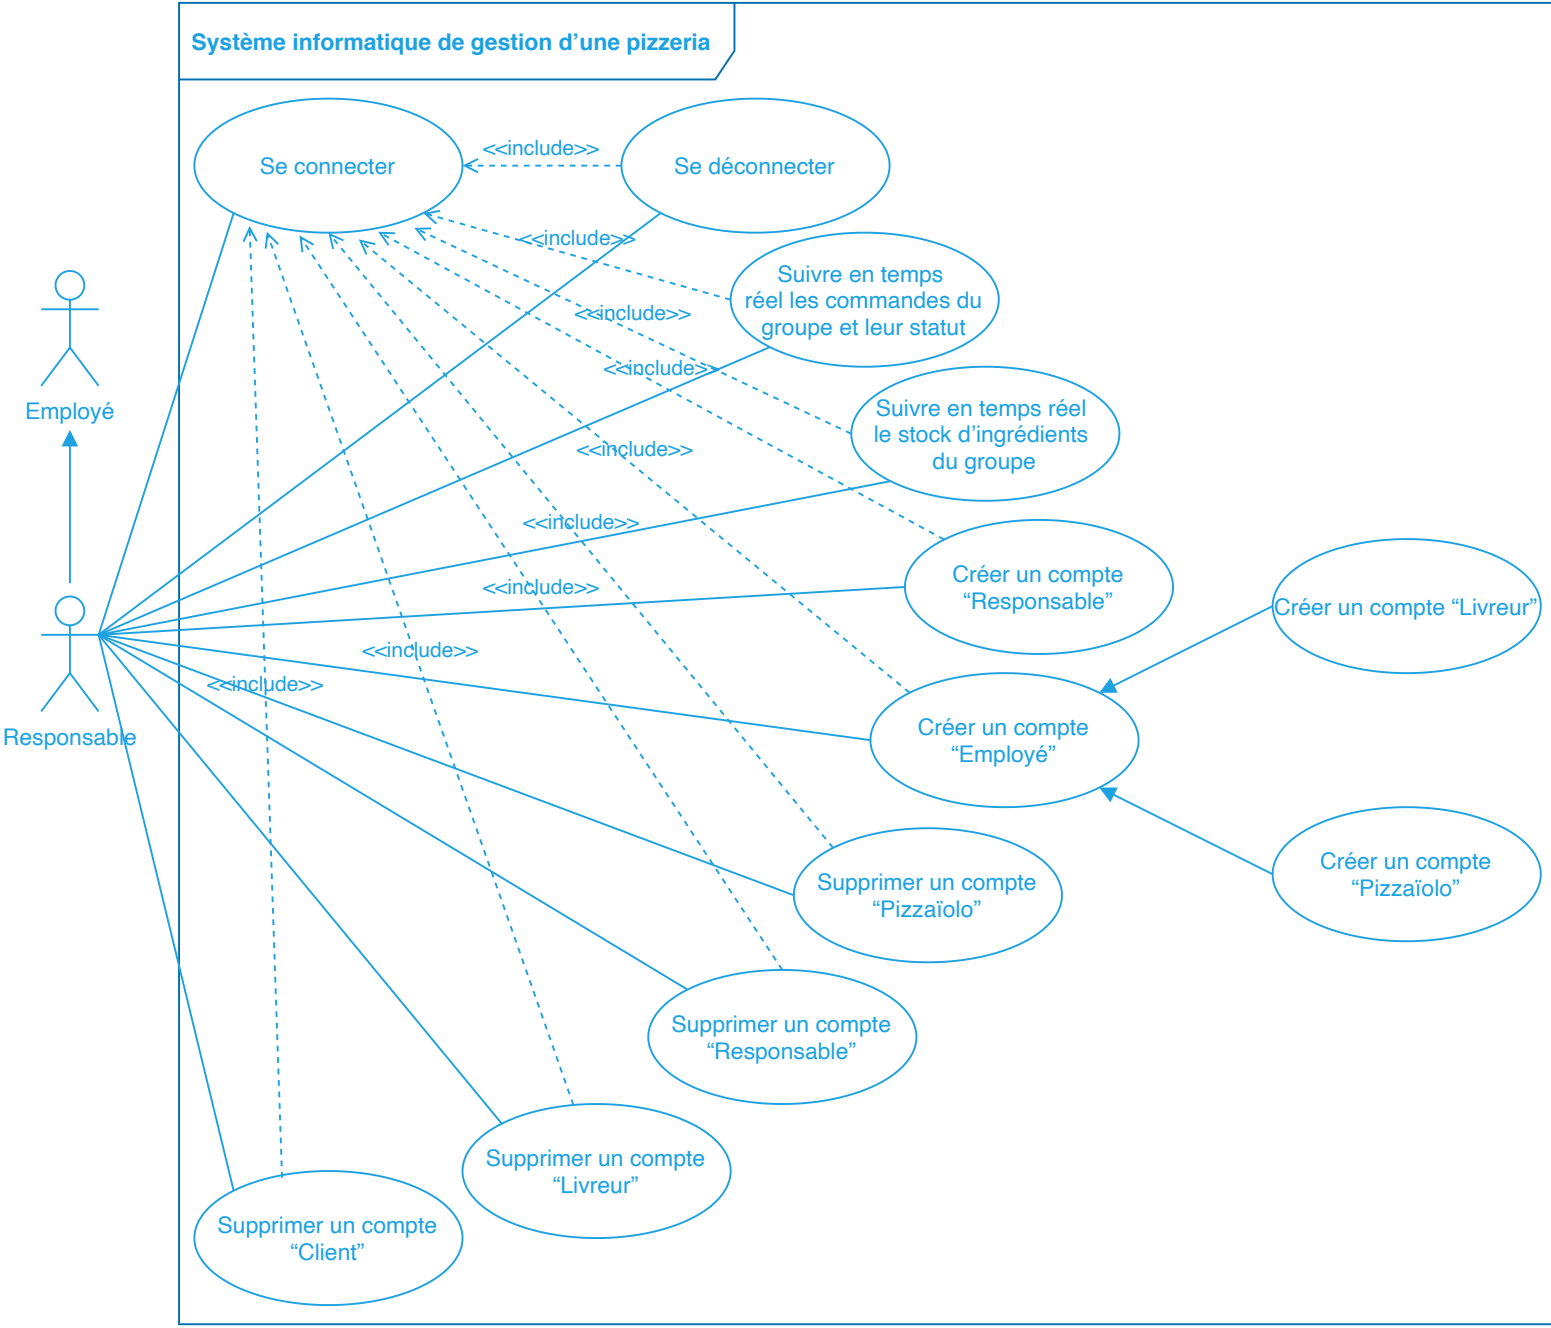 Système informatique de gestion d’une pizzeria
Se connecter
<<include>>
Se déconnecter
<<include>>
Suivre en temps
réel les commandes du
groupe et leur statut
<<include>>
<<include>>
Employé
Suivre en temps réel
le stock d’ingrédients
du groupe
<<include>>
<<include>>
<<include>>
Créer un compte
“Responsable”
Créer un compte “Livreur”
<<include>>
<<include>>
Responsable
Créer un compte
“Employé”
Créer un compte
“Pizzaïolo”
Supprimer un compte
“Pizzaïolo”
Supprimer un compte
“Responsable”
Supprimer un compte
“Livreur”
Supprimer un compte
“Client”